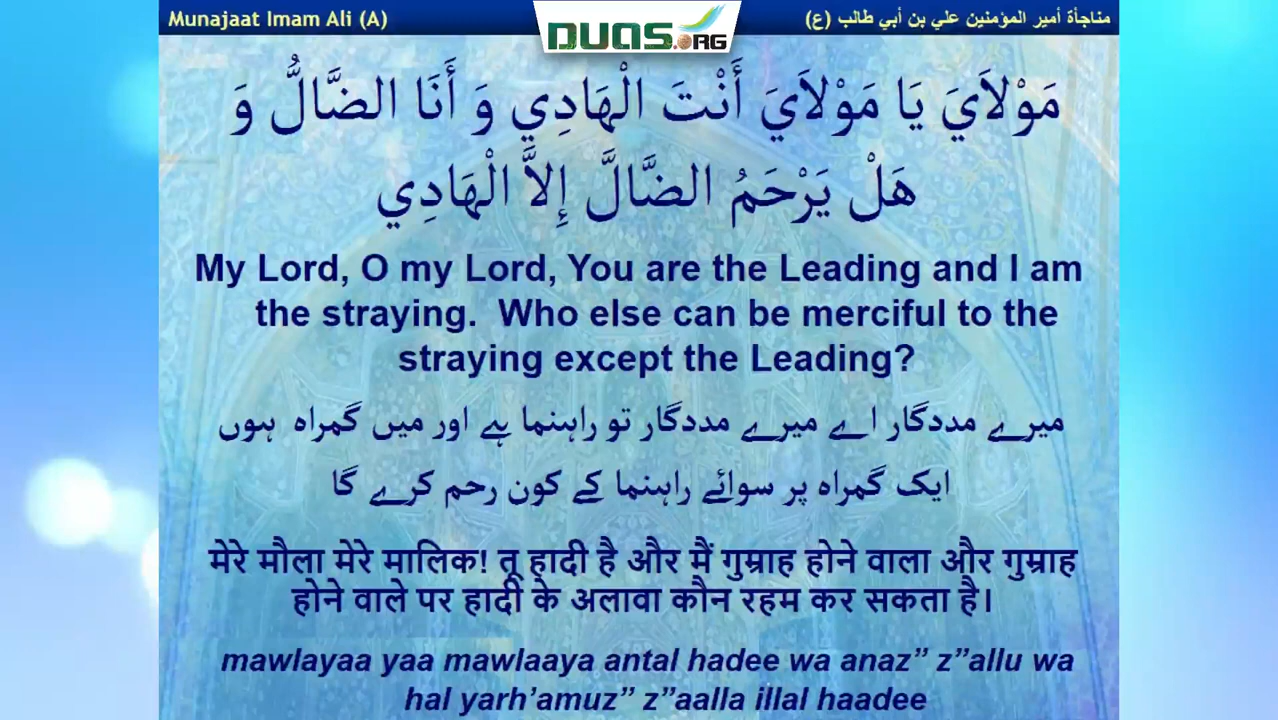 Munajaat Imam Ali (A)
DUAS.ORG
مناجأة أمير المؤمنين علي بن أبي طالب (ع)
مَوْلاَيَ يَا مَوْلاَيَ أَنْتَ الْهَادِي وَ أَنَا الضَّالُّ وَ
هَلْ يَرْحَمُ الضَّالَّ إِلاَّ الْهَادِي
My Lord, O my Lord, You are the Leading and I am
the straying. Who else can be merciful to the
straying except the Leading?
میرے مددگار اے میرے مددگار تو راہنما ہے اور میں گمراہ ہوں
ایک گمراہ پر سوائے راہنما کے کون رحم کرے گا
मेरे मौला मेरे मालिक! तू हादी है और मैं गुम्राह होने वाला और गुम्राह
होने वाले पर हादी के अलावा कौन रहम कर सकता है।
mawlayaa yaa mawlaaya antal hadee wa anaz” z”allu wa
hal yarh’amuz” z”aalla illal haadee